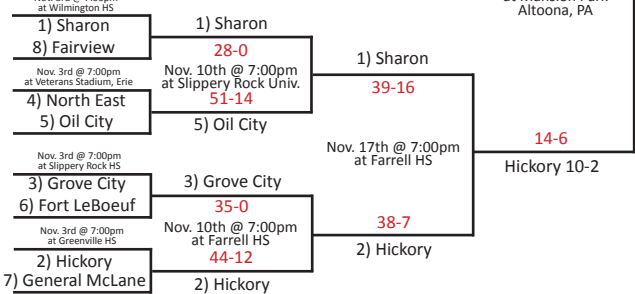 at Wilmington HS
1) Sharon
8) Fairview
Nov. 3rd @ 7:00pm
at Veterans Stadium, Erie
4) North East
5) Oil City
Nov. 3rd @ 7:00pm
at Slippery Rock HS
3) Grove City
6) Fort LeBoeuf
Nov. 3rd @ 7:00pm
at Greenville HS
2) Hickory
7) General McLane
1) Sharon
28-0
Nov. 10th @ 7:00pm
at Slippery Rock Univ.
51-14
5) Oil City
3) Grove City
35-0
Nov. 10th @ 7:00pm
at Farrell HS
44-12
2) Hickory
1) Sharon
39-16
Nov. 17th @ 7:00pm
at Farrell HS
38-7
2) Hickory
14-6
Hickory 10-2
Altoona, PA